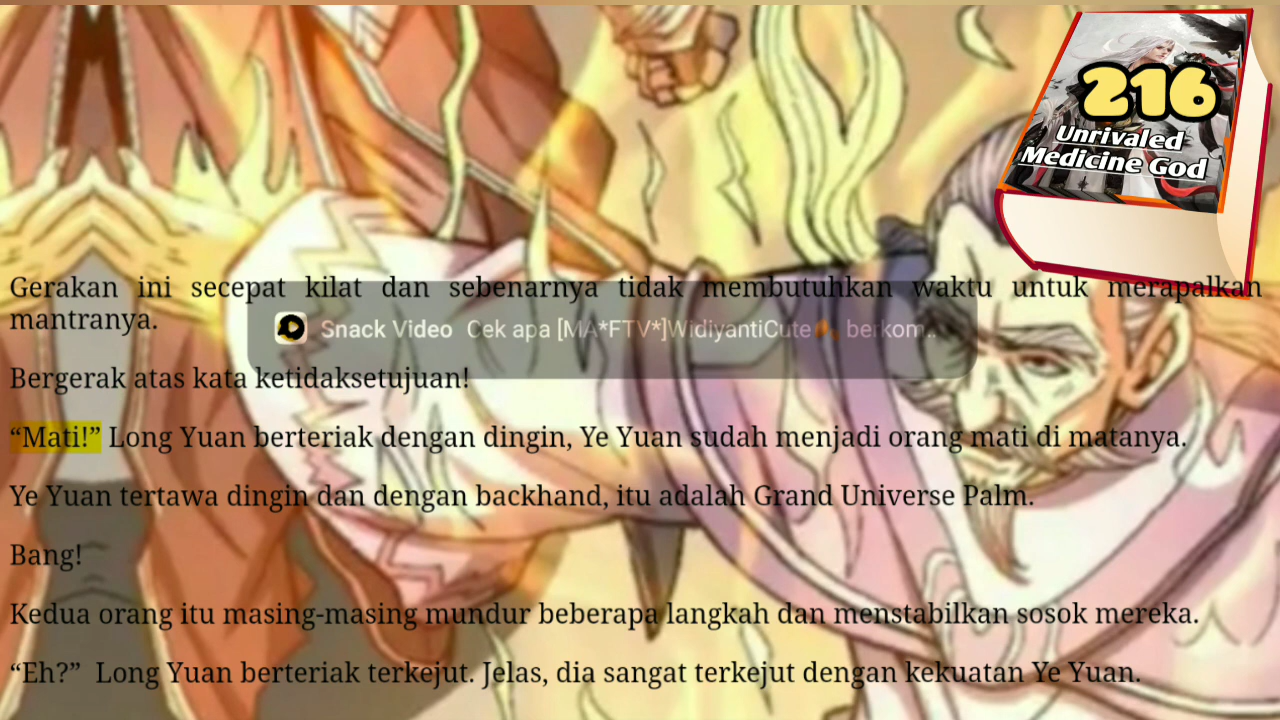 216
Unrivaled
Medicine God
Gerakan ini secepat kilat dan sebenarnya tidak membutuhkan waktu untuk merapalkan
mantranya.
Snack Video Cek apa [MA*FTV*]WidiyantiCute🍂 berkom...
Bergerak atas kata ketidaksetujuan!
“Mati!” Long Yuan berteriak dengan dingin, Ye Yuan sudah menjadi orang mati di matanya.
Ye Yuan tertawa dingin dan dengan backhand, itu adalah Grand Universe Palm.
Bang!
Kedua orang itu masing-masing mundur beberapa langkah dan menstabilkan sosok mereka.
“Eh?” Long Yuan berteriak terkejut. Jelas, dia sangat terkejut dengan kekuatan Ye Yuan.